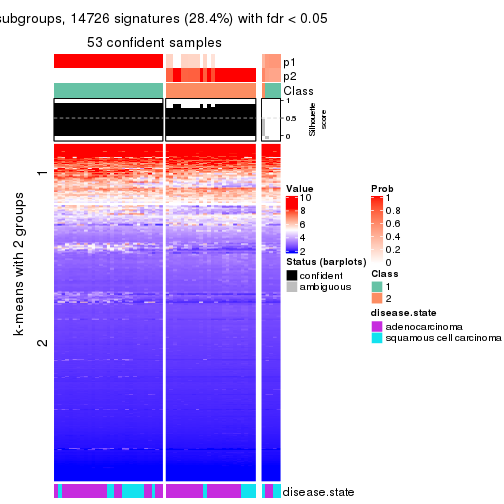 subgroups, 14726 signatures (28.4%) with fdr < 0.05
53 confident samples
p1
p2
Class
1
0.5
0
Silhouette
score
k-means with 2 groups
1
2
Value
10
8
6
4
2
Status (barplots)
confident
ambiguous
Prob
1
0.8
0.6
0.4
0.2
0
Class
1
2
disease.state
adenocarcinoma
squamous cell carcinoma
disease.state